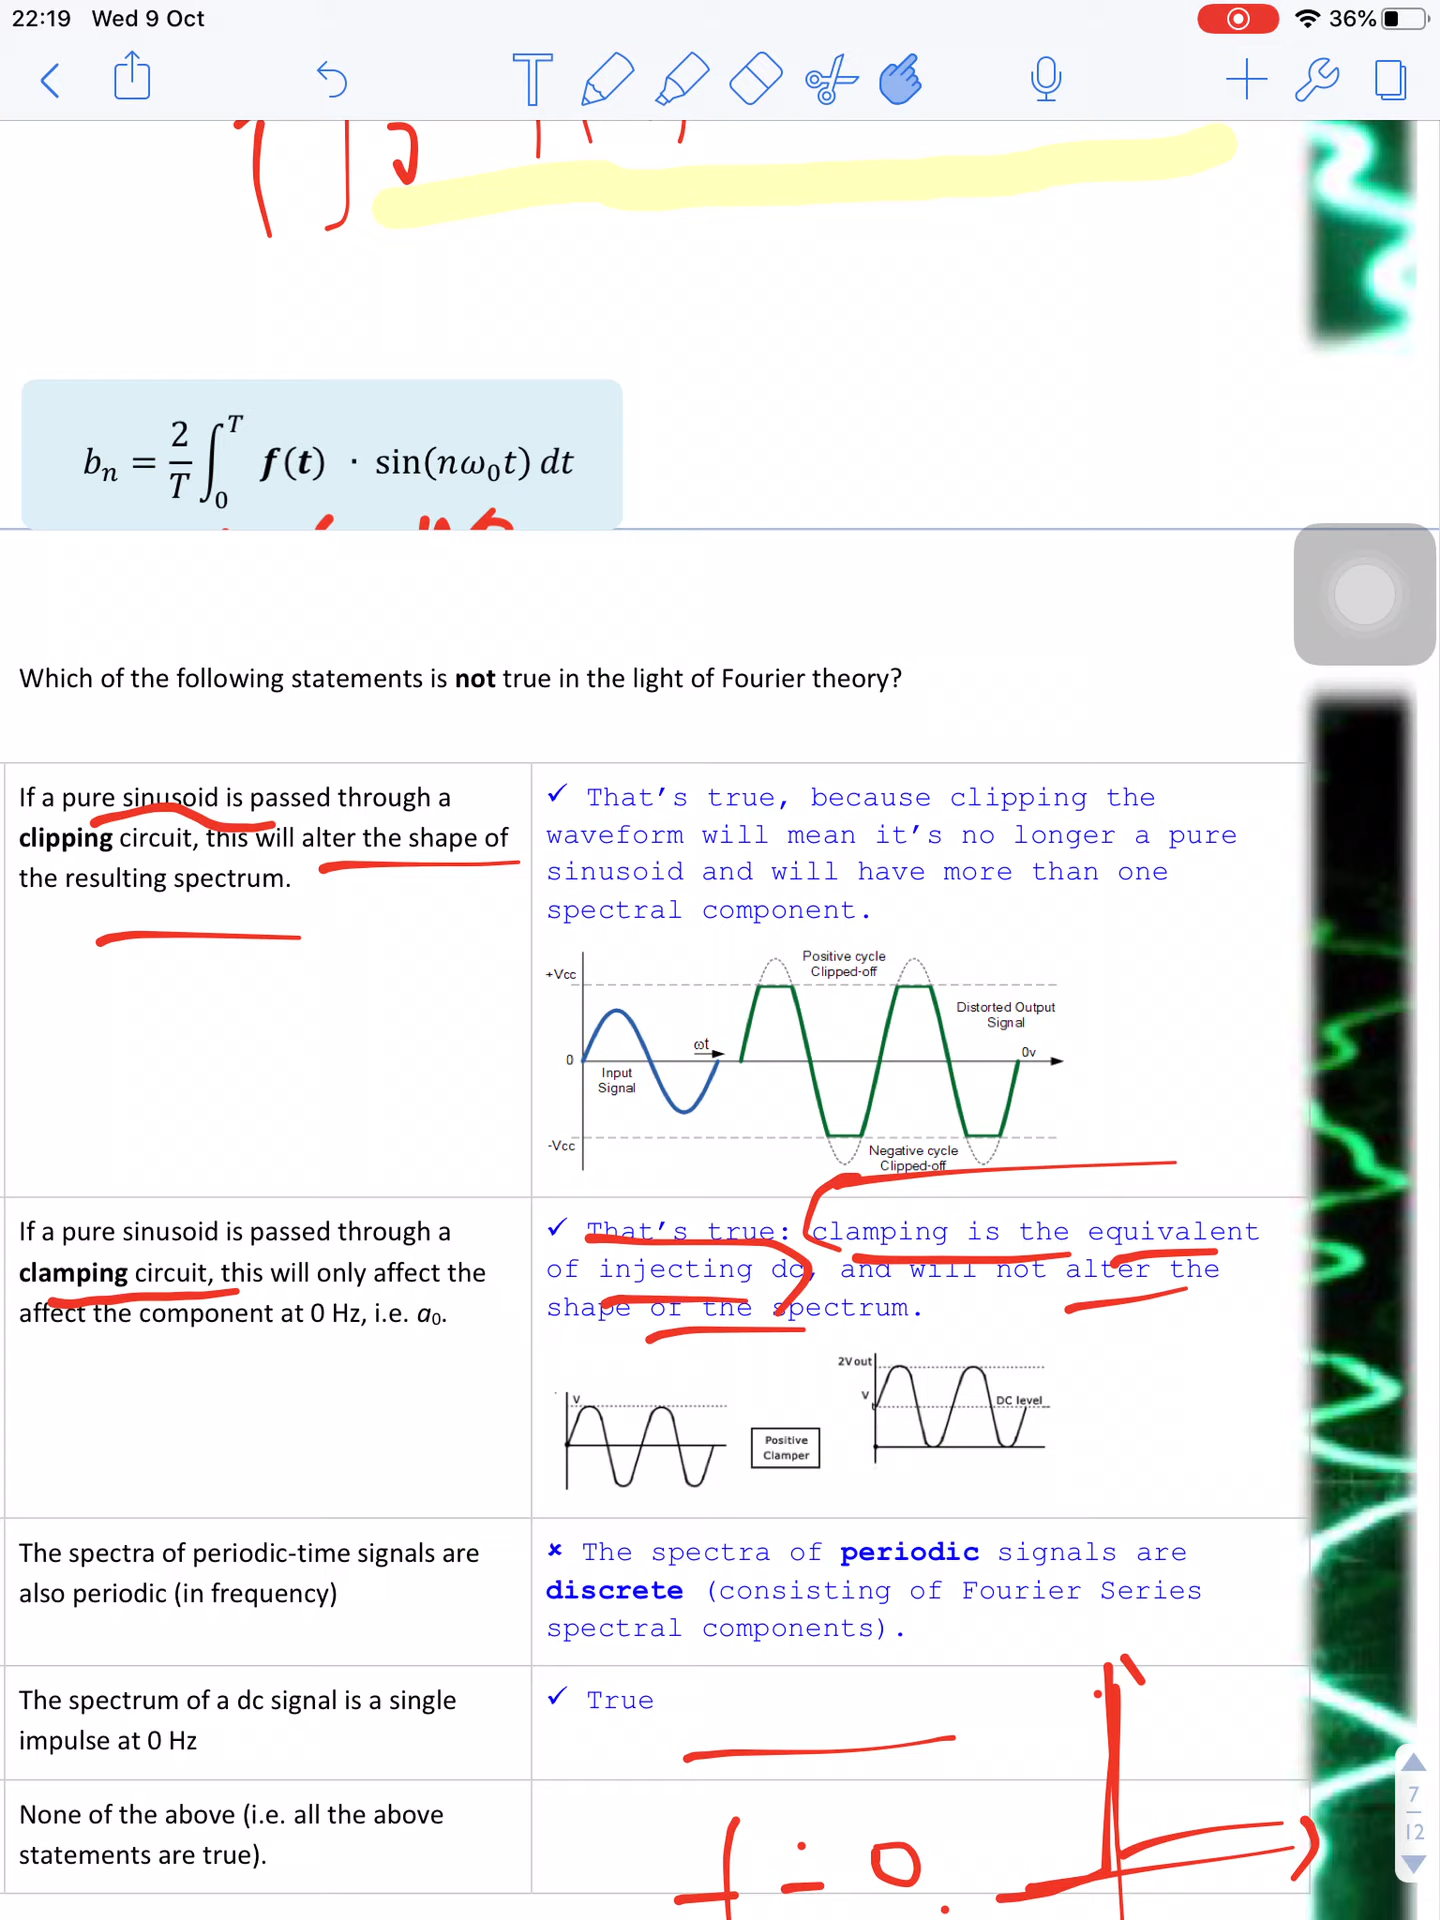 22:19 Wed 9 Oct
36%
T
bₙ = 2/T ∫₀ᵀ f(t) · sin(nω₀t) dt
Which of the following statements is not true in the light of Fourier theory?
If a pure sinusoid is passed through a
clipping circuit, this will alter the shape of
the resulting spectrum.
✓ That's true, because clipping the
waveform will mean it's no longer a pure
sinusoid and will have more than one
spectral component.
Positive cycle
Clipped-off
+Vcc
Distorted Output
Signal
ωt
0
0v
Input
Signal
-Vcc
Negative cycle
Clipped-off
If a pure sinusoid is passed through a
clamping circuit, this will only affect the
affect the component at 0 Hz, i.e. a₀.
✓ That's true: clamping is the equivalent
of injecting dc, and will not alter the
shape of the spectrum.
V
Positive
Clamper
2Vout
V
DC level
The spectra of periodic-time signals are
also periodic (in frequency)
✗ The spectra of periodic signals are
discrete (consisting of Fourier Series
spectral components).
The spectrum of a dc signal is a single
impulse at 0 Hz
✓ True
None of the above (i.e. all the above
statements are true).
7
12